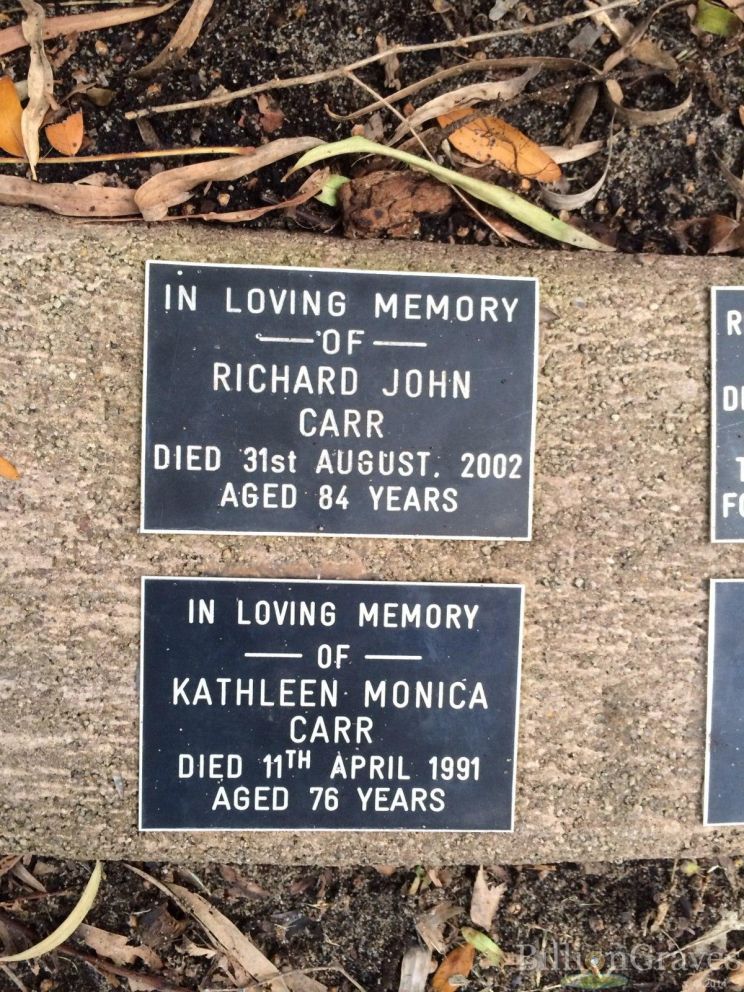 IN LOVING MEMORY
— OF —
RICHARD JOHN
CARR
DIED 31st AUGUST. 2002
AGED 84 YEARS
IN LOVING MEMORY
— OF —
KATHLEEN MONICA
CARR
DIED 11TH APRIL 1991
AGED 76 YEARS
BillionGraves